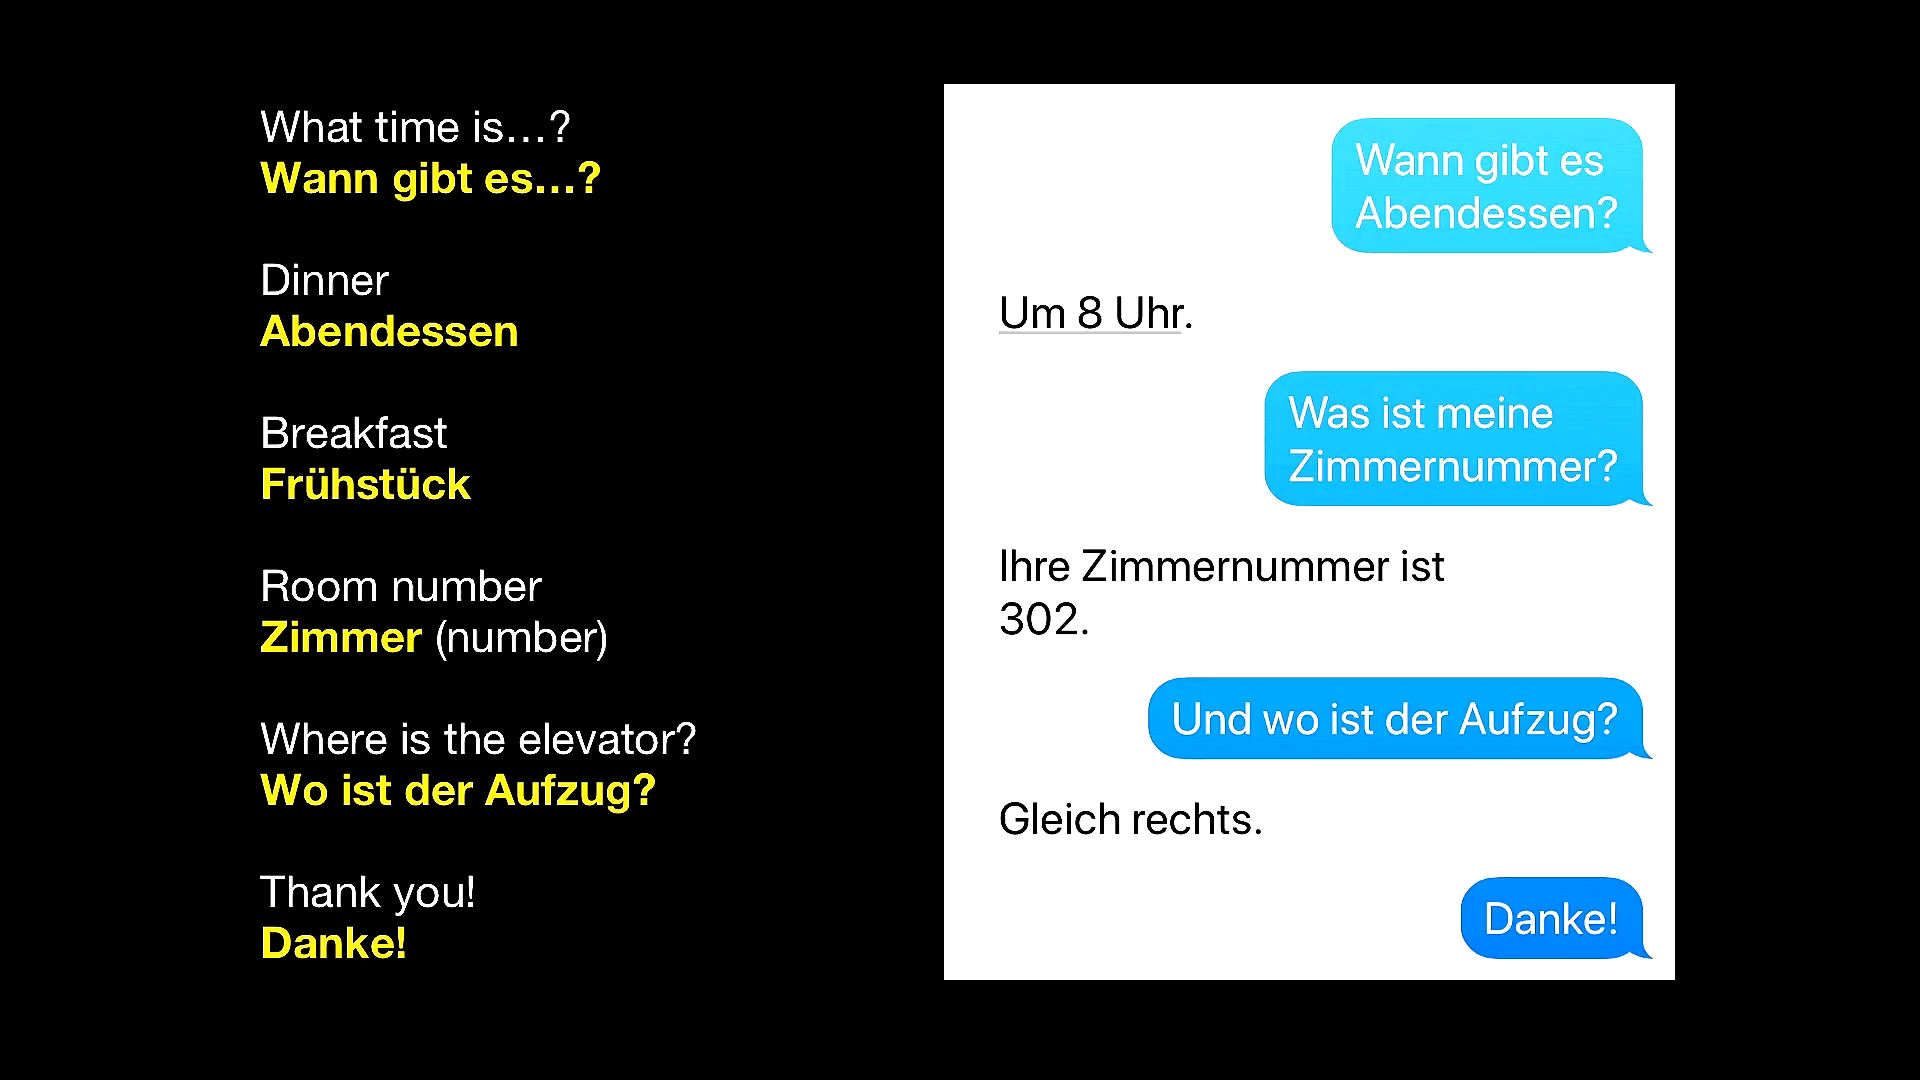 What time is...?
Wann gibt es...?
Dinner
Abendessen
Breakfast
Frühstück
Room number
Zimmer (number)
Where is the elevator?
Wo ist der Aufzug?
Thank you!
Danke!
Wann gibt es
Abendessen?
Um 8 Uhr.
Was ist meine
Zimmernummer?
Ihre Zimmernummer ist
302.
Und wo ist der Aufzug?
Gleich rechts.
Danke!